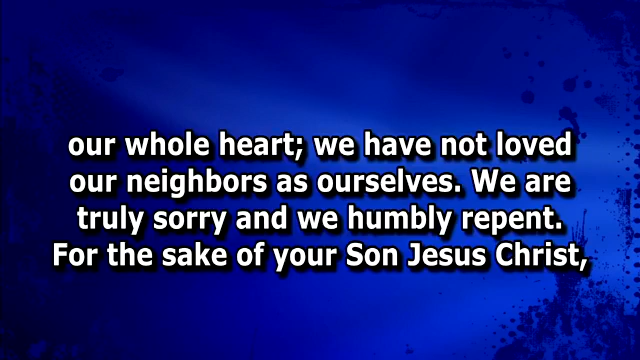 our whole heart; we have not loved
our neighbors as ourselves. We are
truly sorry and we humbly repent.
For the sake of your Son Jesus Christ,